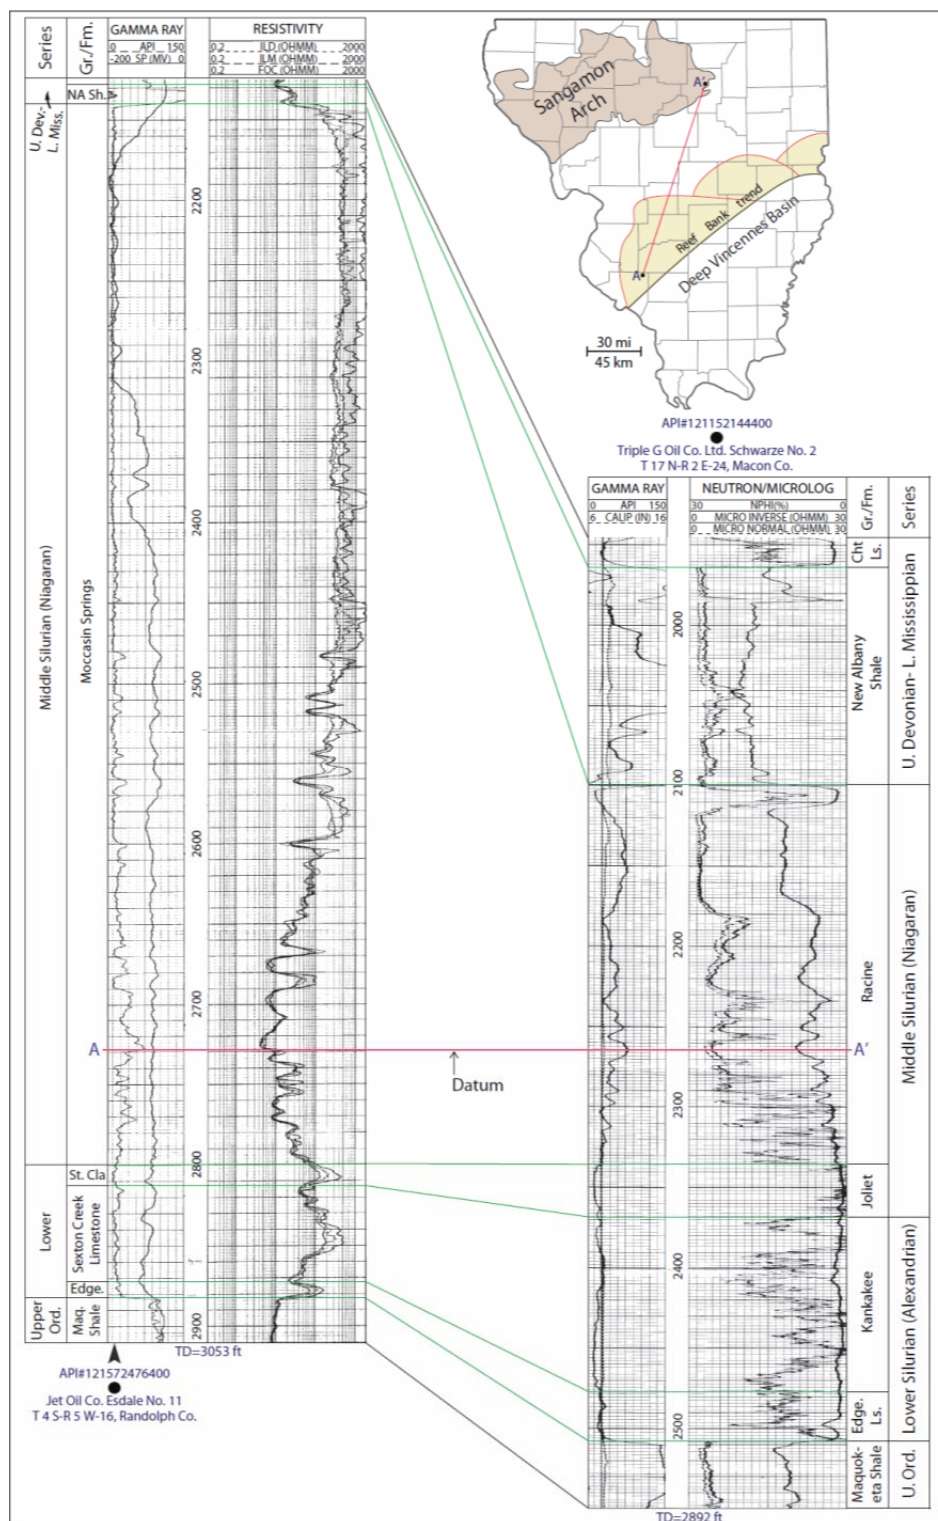 Series
Gr./Fm.
GAMMA RAY
0 API 150
-200 SP (MV) 0
RESISTIVITY
0.2 ILD (OHMM) 2000
0.2 ILM (OHMM) 2000
0.2 FOC (OHMM) 2000
U. Dev.-
L. Miss.
NA Sh.
Middle Silurian (Niagaran)
Moccasin Springs
2200
2300
2400
2500
2600
2700
2800
2900
A
Datum
A'
Lower
St. Cla
Sexton Creek
Limestone
Edge.
Upper
Ord.
Maq.
Shale
TD=3053 ft
API#121572476400
Jet Oil Co. Esdale No. 11
T 4 S-R 5 W-16, Randolph Co.
Sangamon
Arch
A'
Reef Bank trend
Deep Vincennes Basin
A
30 mi
45 km
API#121152144400
Triple G Oil Co. Ltd. Schwarze No. 2
T 17 N-R 2 E-24, Macon Co.
GAMMA RAY
0 API 150
6 CALIP (IN) 16
NEUTRON/MICROLOG
30 NPHI(%) 0
0 MICRO INVERSE (OHMM) 30
0 MICRO NORMAL (OHMM) 30
Gr./Fm.
Series
Cht
Ls.
New Albany
Shale
U. Devonian- L. Mississippian
2000
2100
2200
2300
2400
2500
Racine
Middle Silurian (Niagaran)
Joliet
Kankakee
Lower Silurian (Alexandrian)
Edge.
Ls.
Maquok-
eta Shale
U. Ord.
TD=2892 ft